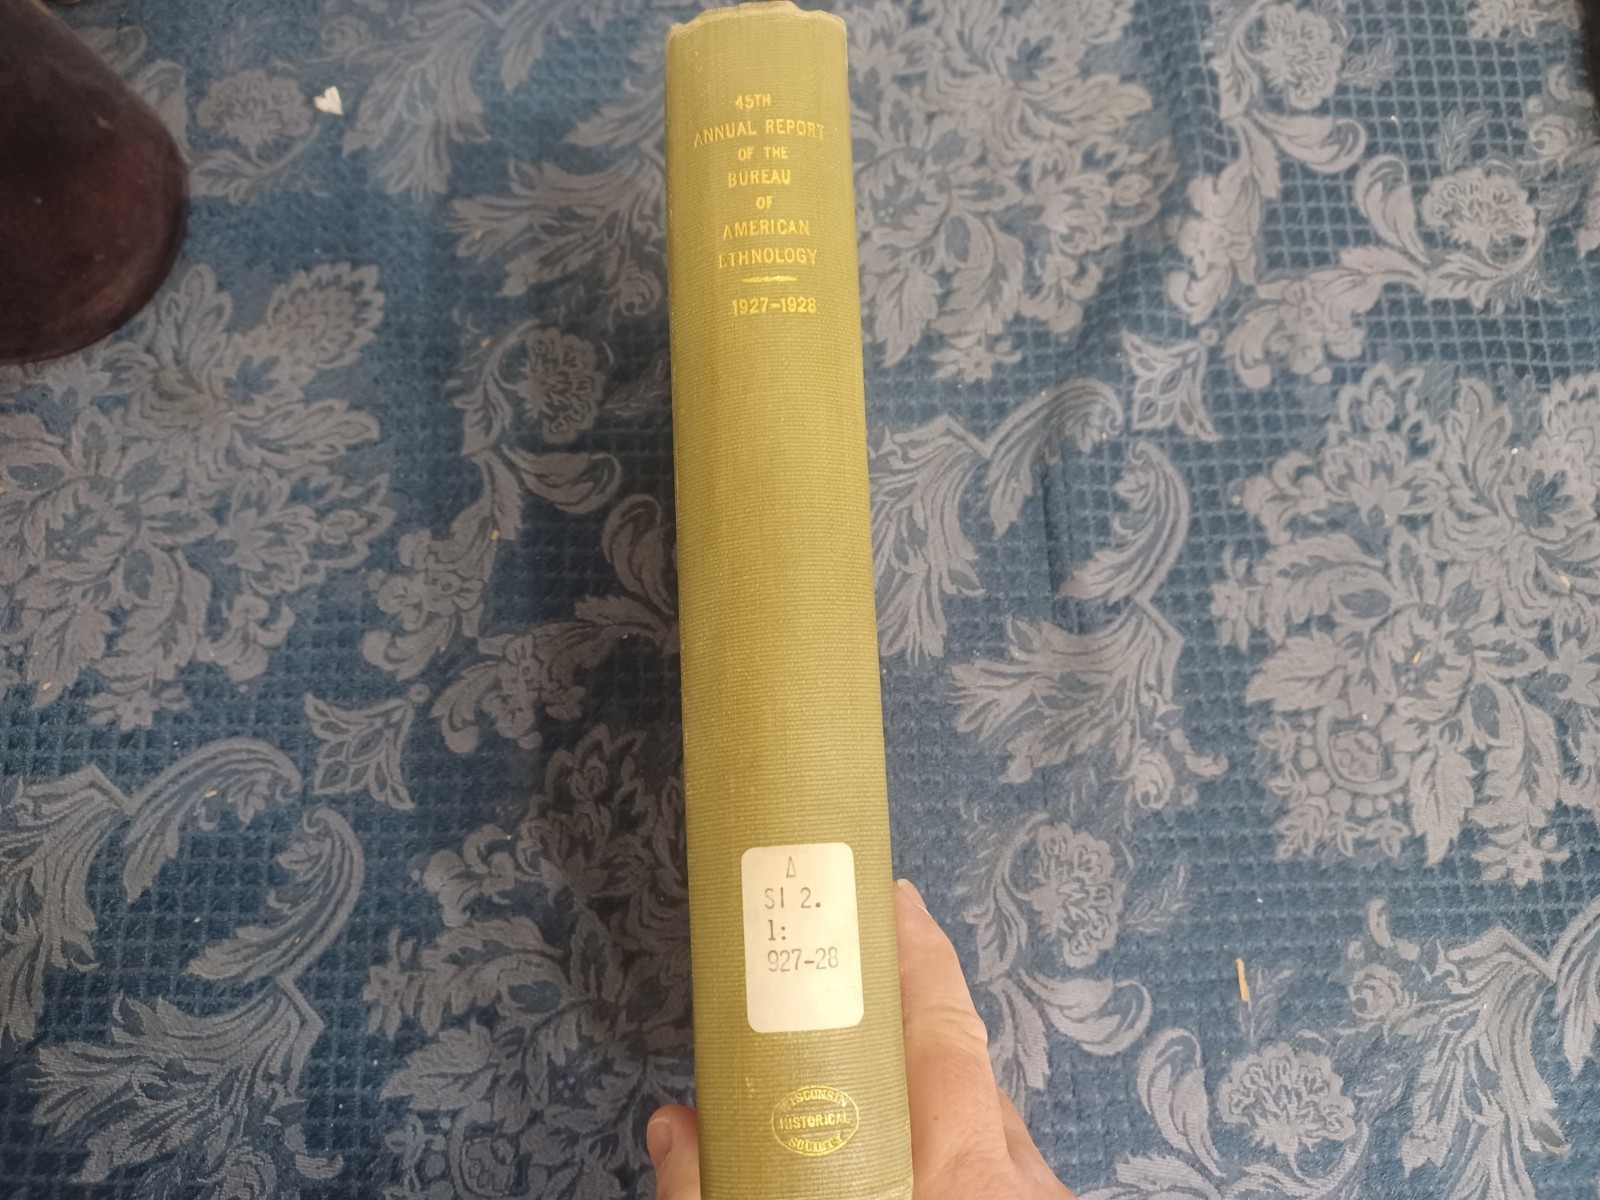 45TH
ANNUAL REPORT
OF THE
BUREAU
OF
AMERICAN
ETHNOLOGY
1927-1928
Δ
SI 2.
1:
927-28
WISCONSIN
HISTORICAL
SOCIETY